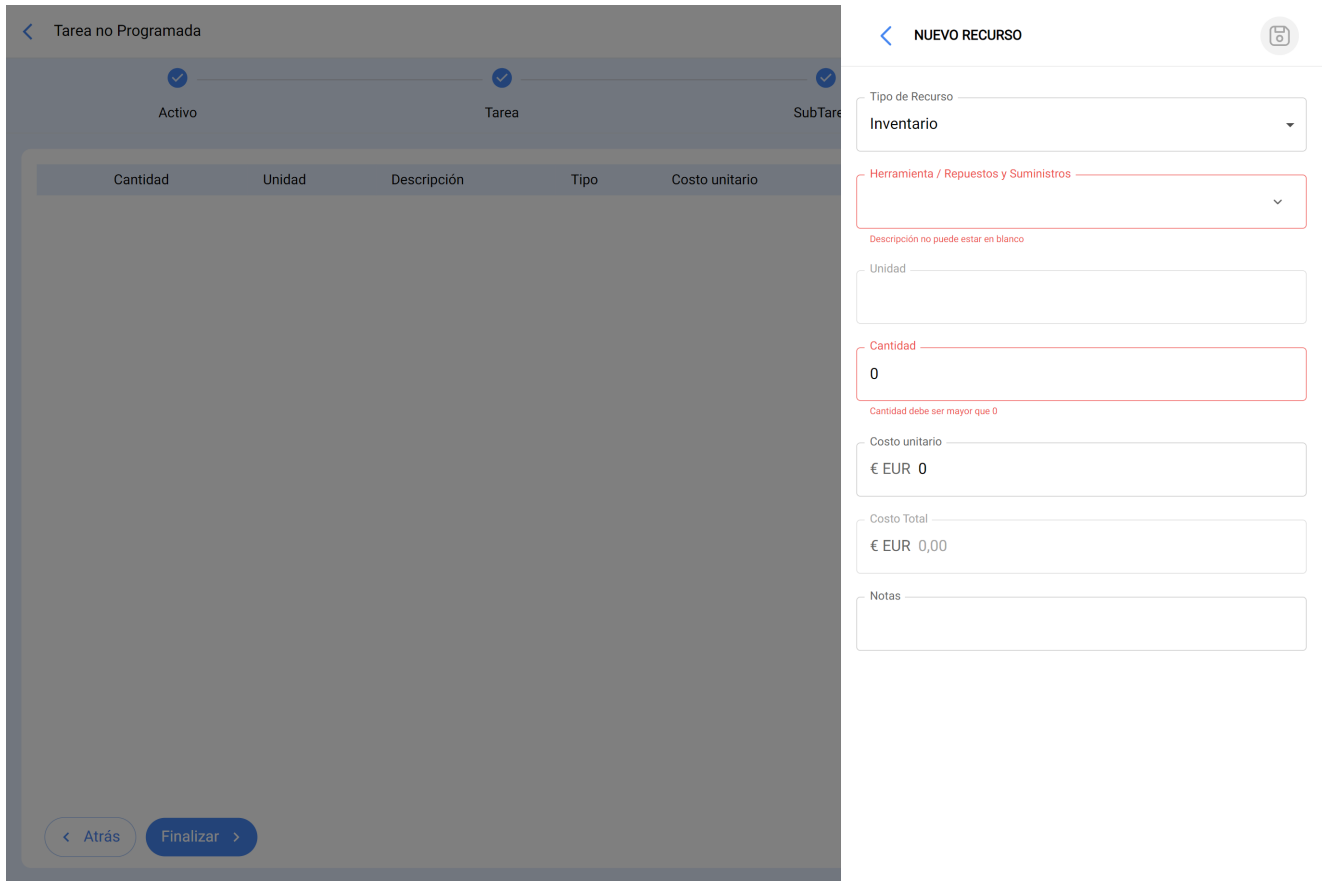 Tarea no Programada
Activo
Tarea
SubTare
Cantidad Unidad Descripción Tipo Costo unitario
Atrás
Finalizar
NUEVO RECURSO
Tipo de Recurso
Inventario
Herramienta / Repuestos y Suministros
Descripción no puede estar en blanco
Unidad
Cantidad
0
Cantidad debe ser mayor que 0
Costo unitario
€ EUR 0
Costo Total
€ EUR 0,00
Notas